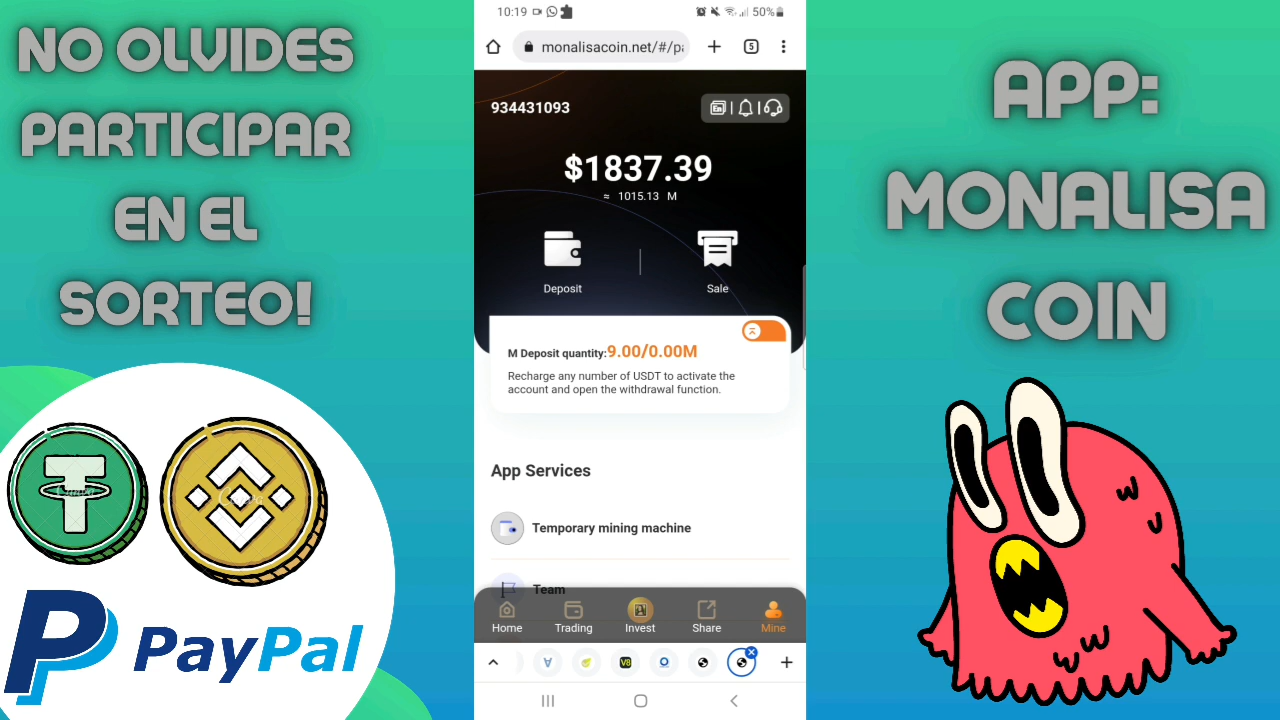 NO OLVIDES
PARTICIPAR
EN EL
SORTEO!
PayPal
10:19
50%
monalisacoin.net/#/pa
5
934431093
En
$1837.39
≈ 1015.13 M
Deposit
Sale
M Deposit quantity:9.00/0.00M
Recharge any number of USDT to activate the
account and open the withdrawal function.
App Services
Temporary mining machine
Team
Home
Trading
Invest
Share
Mine
V8
APP:
MONALISA
COIN